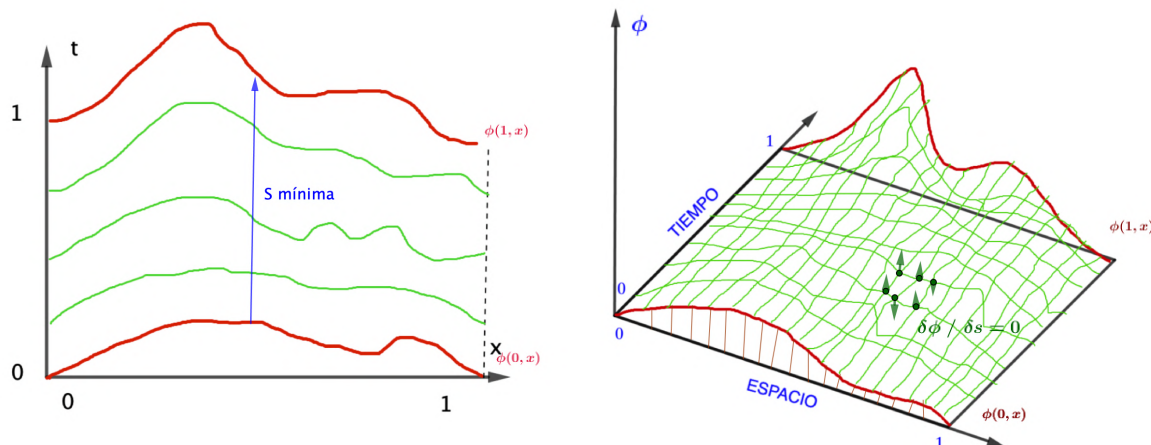 t
1
ϕ(1, x)
S mínima
x
ϕ(0, x)
0
0
1
ϕ
1
TIEMPO
ϕ(1, x)
0
0
δϕ / δs = 0
ESPACIO
ϕ(0, x)
1